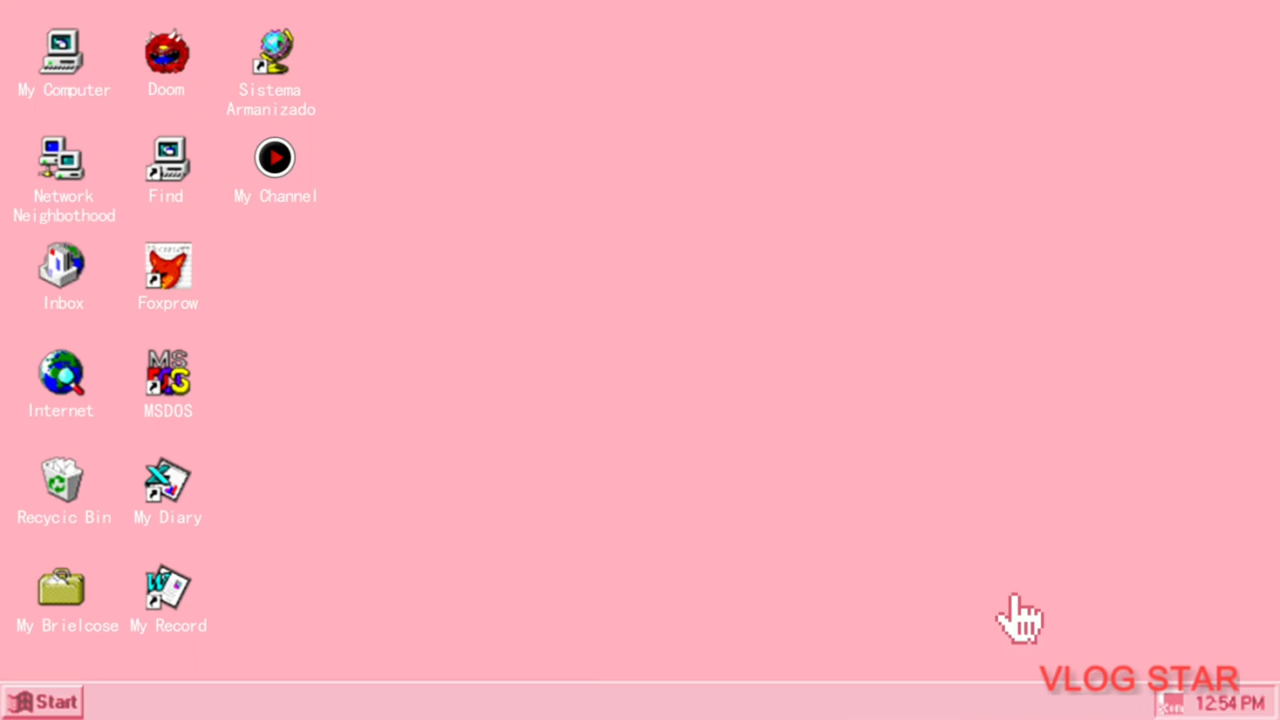 My Computer
Doom
Sistema
Armanizado
Network
Neighbothood
Find
My Channel
Inbox
Foxprow
Internet
MS
MSDOS
Recycic Bin
My Diary
My Brielcose
My Record
VLOG STAR
Start
12:54 PM